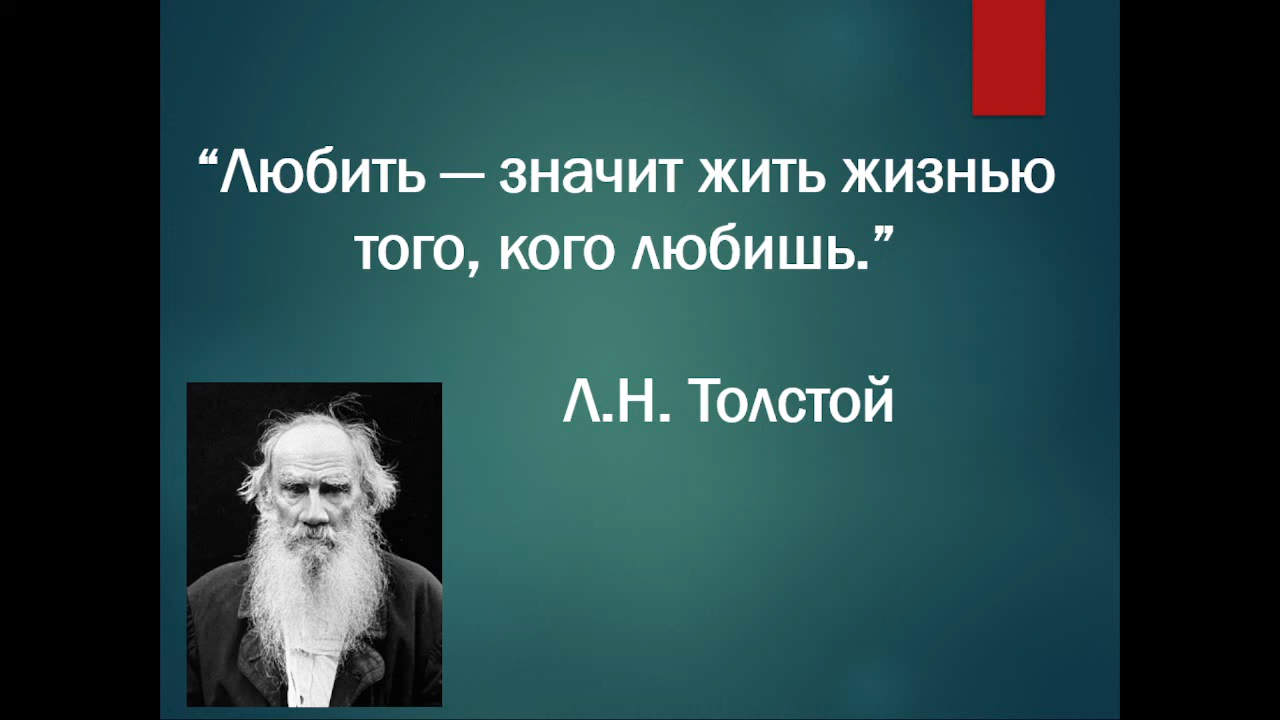 “Любить — значит жить жизнью
того, кого любишь.”
Л.Н. Толстой